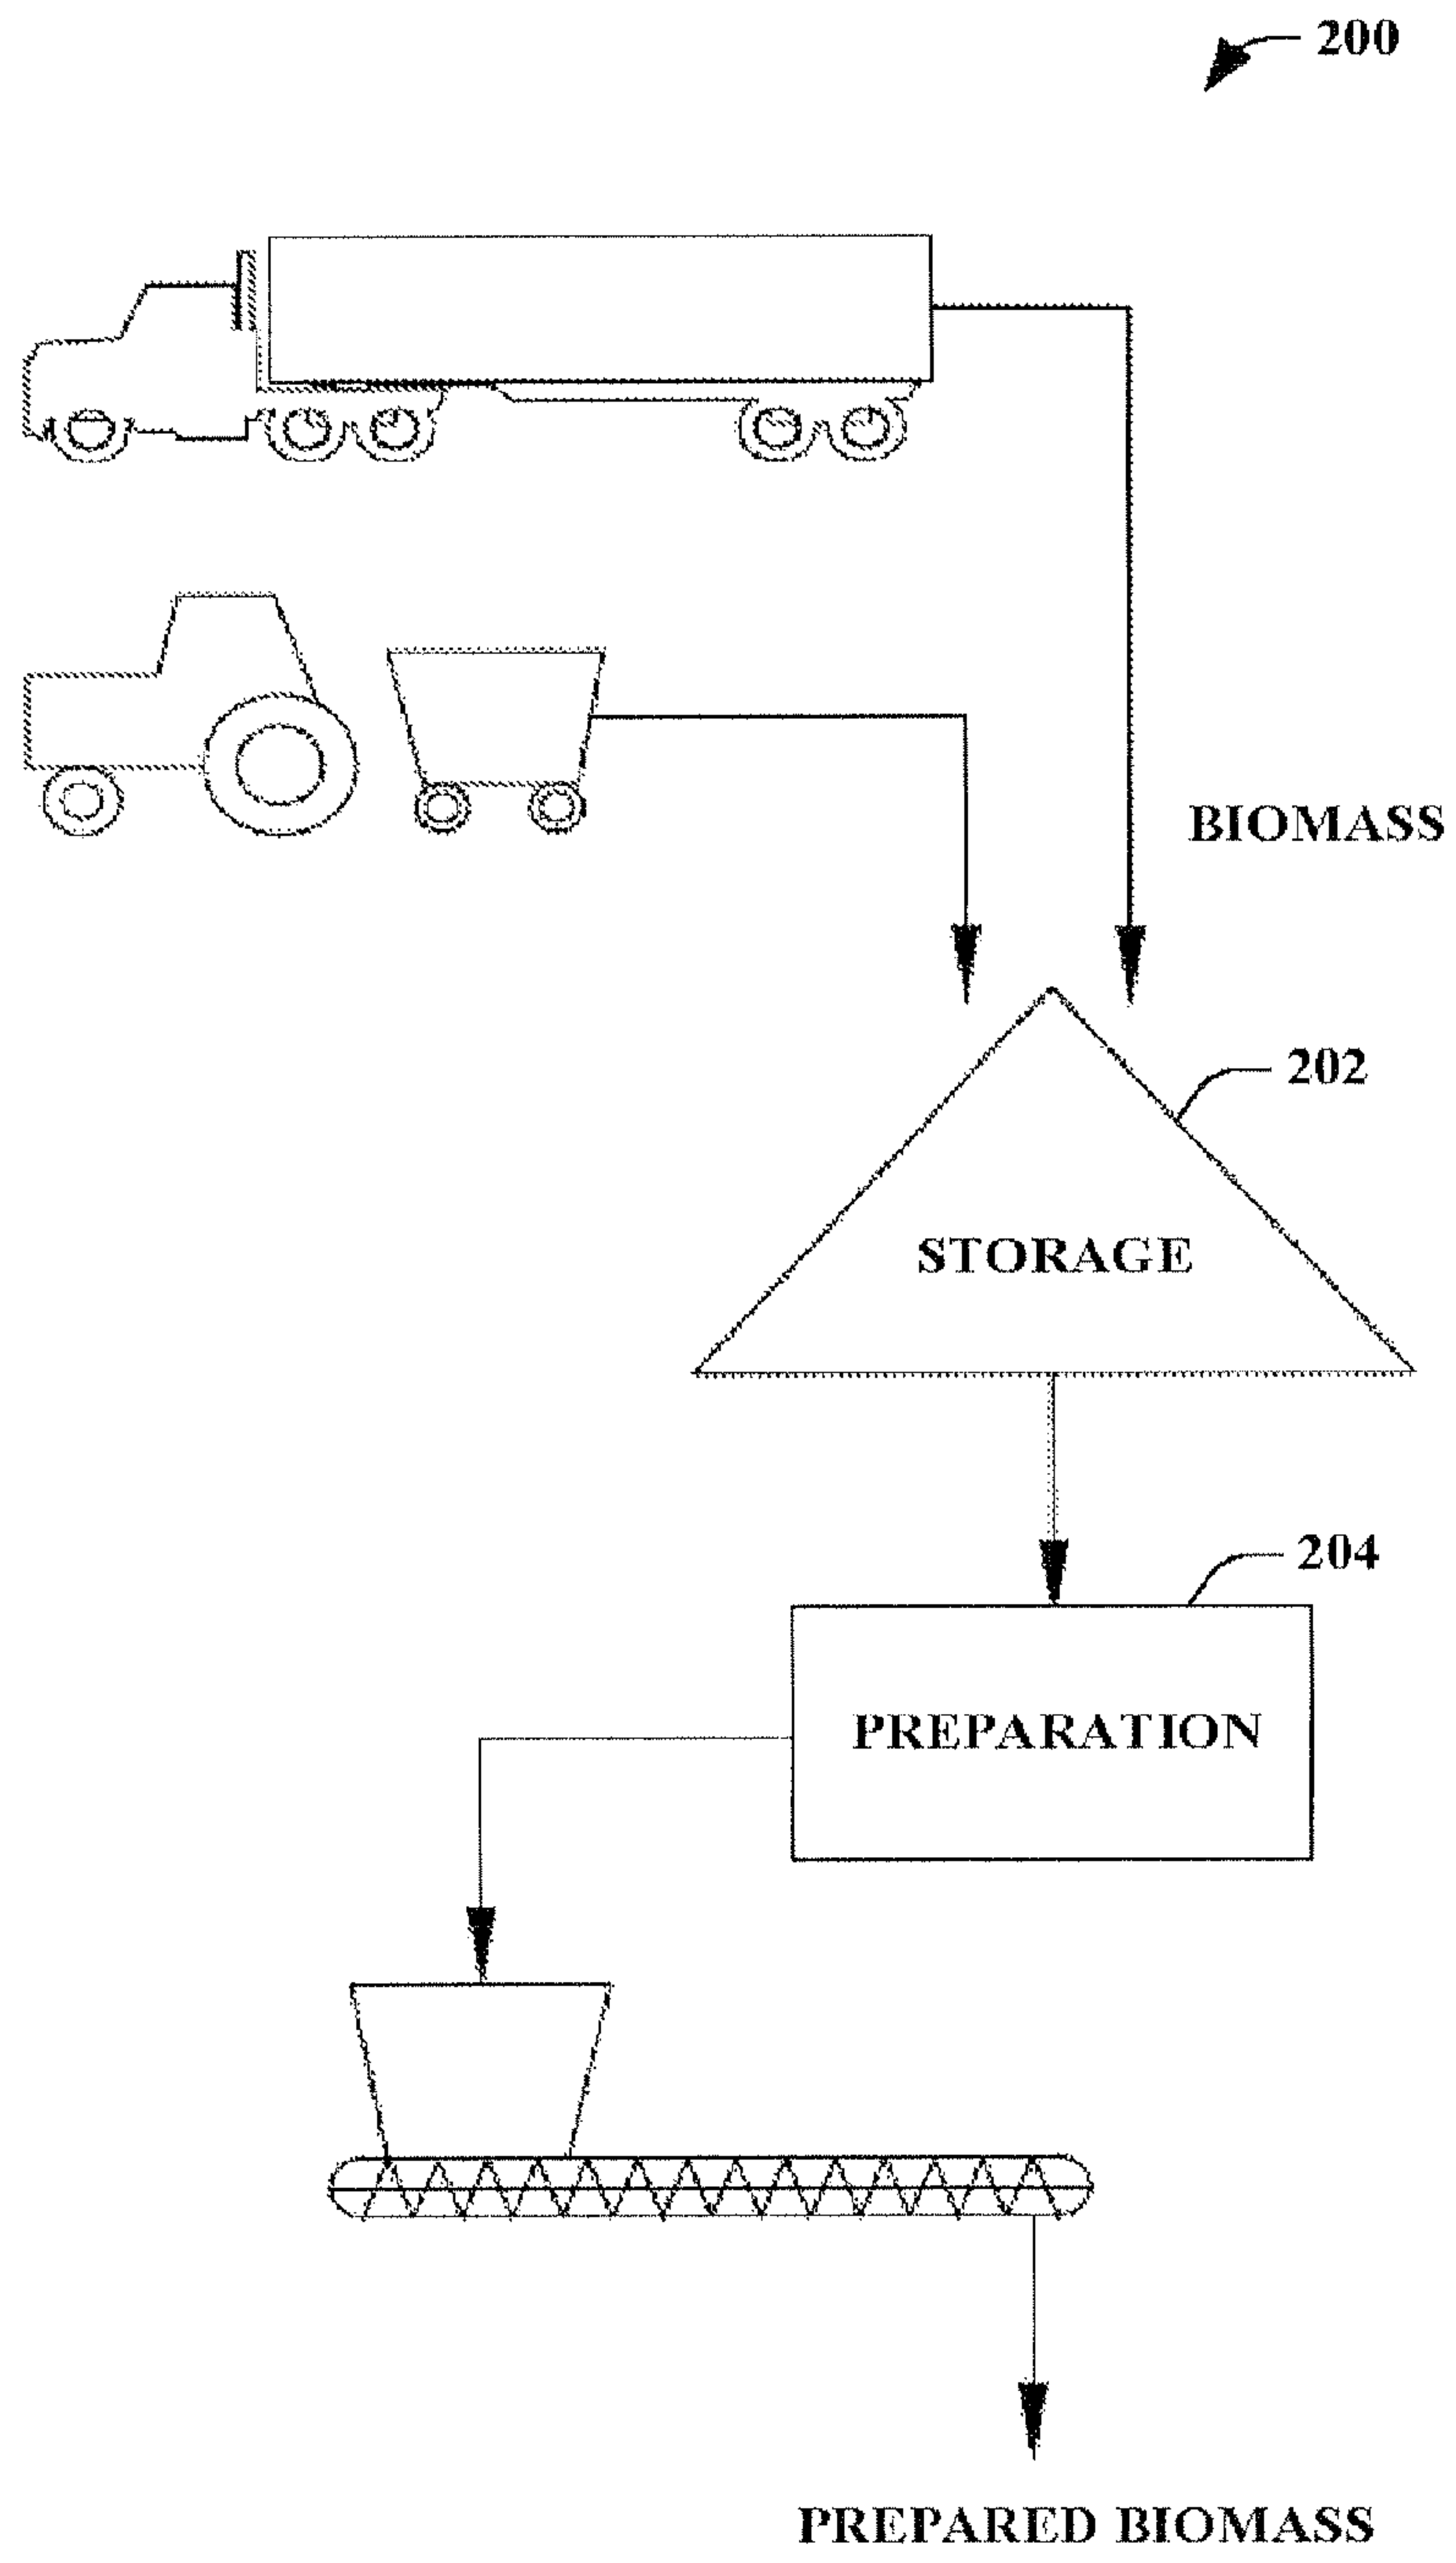 200
BIOMASS
202
STORAGE
204
PREPARATION
PREPARED BIOMASS